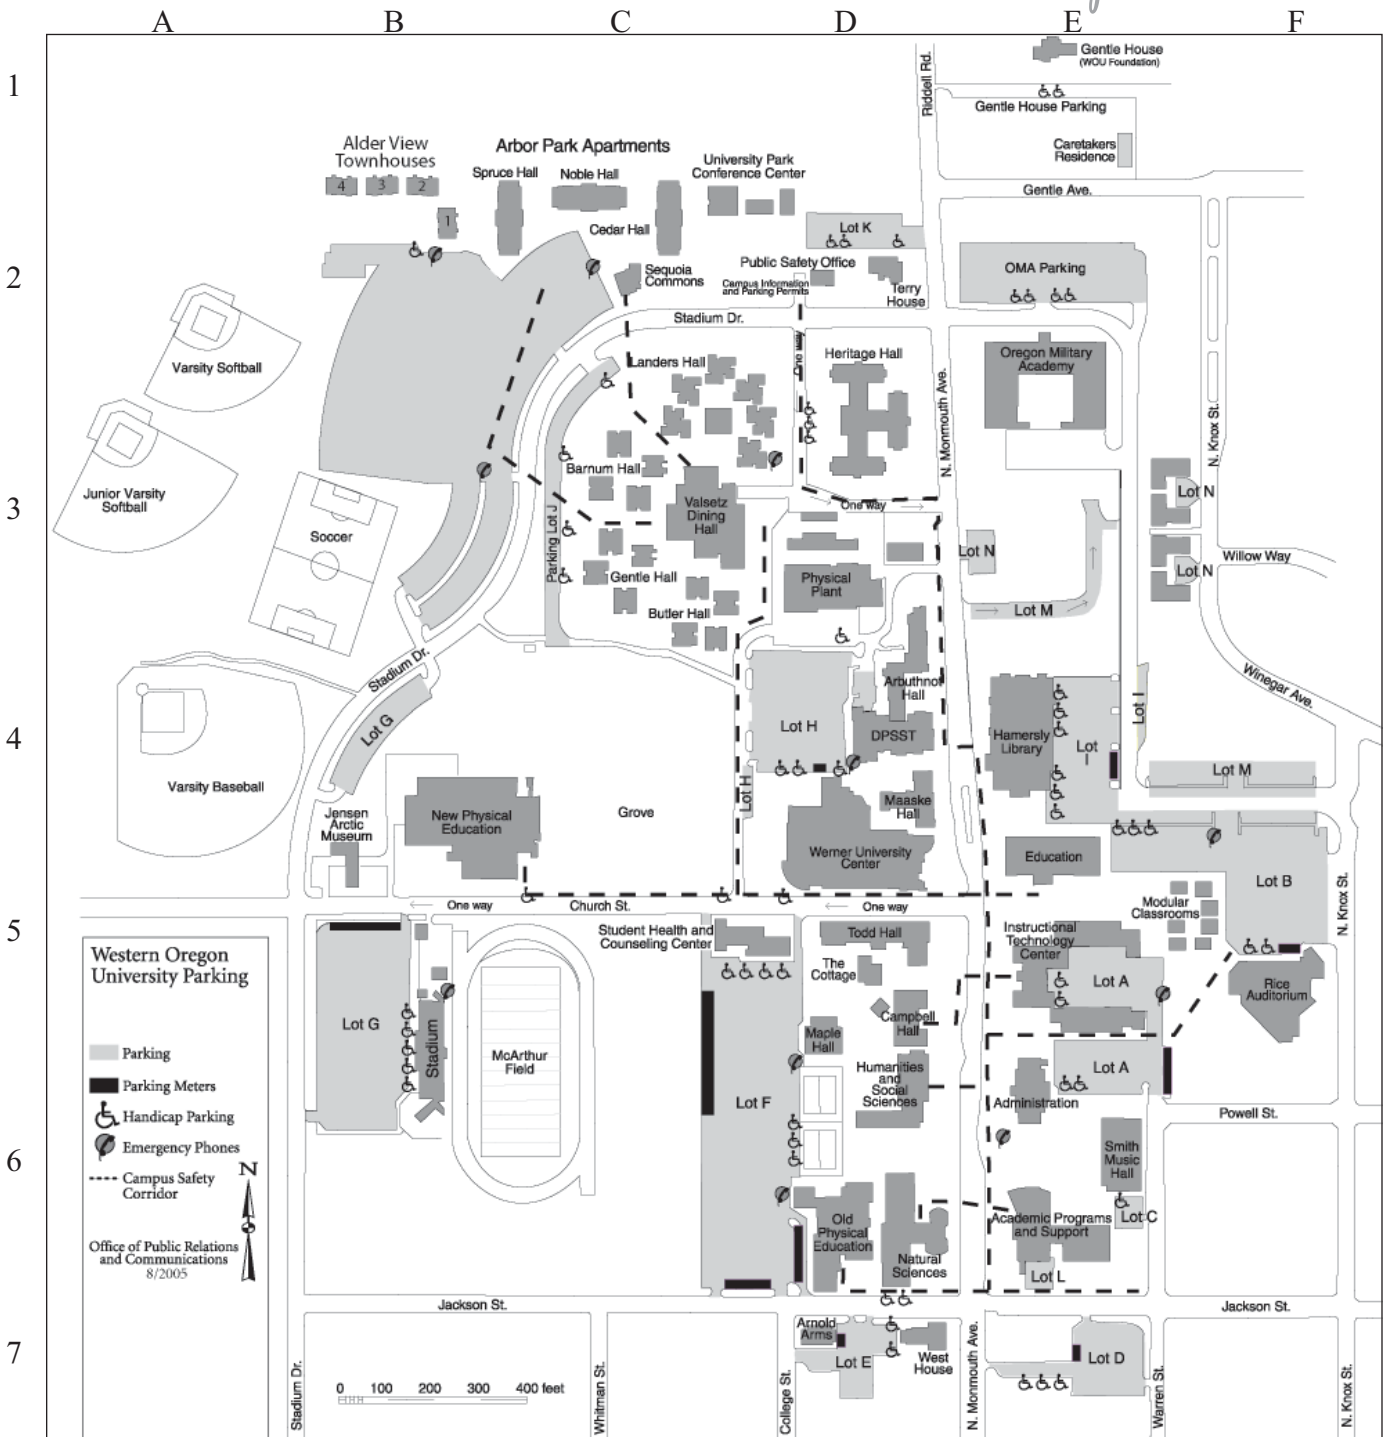 A B C D E F
1
Gentle House
(WOU Foundation)
Riddell Rd.
Gentle House Parking
Caretakers
Residence
Alder View
Townhouses
4 3 2
1
Arbor Park Apartments
Spruce Hall
Noble Hall
Cedar Hall
University Park
Conference Center
Gentle Ave.
2
Lot K
Public Safety Office
Campus Information
and Parking Permits
Terry
House
Sequoia
Commons
OMA Parking
Stadium Dr.
One way
Varsity Softball
Landers Hall
Heritage Hall
Oregon Military
Academy
N. Monmouth Ave.
N. Knox St.
3
Junior Varsity
Softball
Soccer
Barnum Hall
Parking Lot J
Valsetz
Dining
Hall
One way
Lot N
Lot N
Lot N
Willow Way
Gentle Hall
Butler Hall
Physical
Plant
Lot M
Stadium Dr.
Winegar Ave.
4
Lot G
Arbuthnot
Hall
Lot H
DPSST
Hamersly
Library
Lot
I
Lot I
Lot M
Varsity Baseball
Jensen
Arctic
Museum
New Physical
Education
Grove
Lot H
Maaske
Hall
Werner University
Center
Education
Lot B
Modular
Classrooms
N. Knox St.
One way
Church St.
One way
5
Western Oregon
University Parking
Parking
Parking Meters
Handicap Parking
Emergency Phones
Campus Safety
Corridor
N
Office of Public Relations
and Communications
8/2005
Student Health and
Counseling Center
Todd Hall
The
Cottage
Instructional
Technology
Center
Lot A
Rice
Auditorium
Lot G
Stadium
McArthur
Field
Campbell
Hall
Maple
Hall
Humanities
and
Social
Sciences
Lot F
Lot A
Administration
Powell St.
6
Smith
Music
Hall
Old
Physical
Education
Natural
Sciences
Academic Programs
and Support
Lot C
Lot L
Jackson St.
Jackson St.
7
Arnold
Arms
Lot E
West
House
Lot D
0 100 200 300 400 feet
Stadium Dr.
Whitman St.
College St.
N. Monmouth Ave.
Warren St.
N. Knox St.